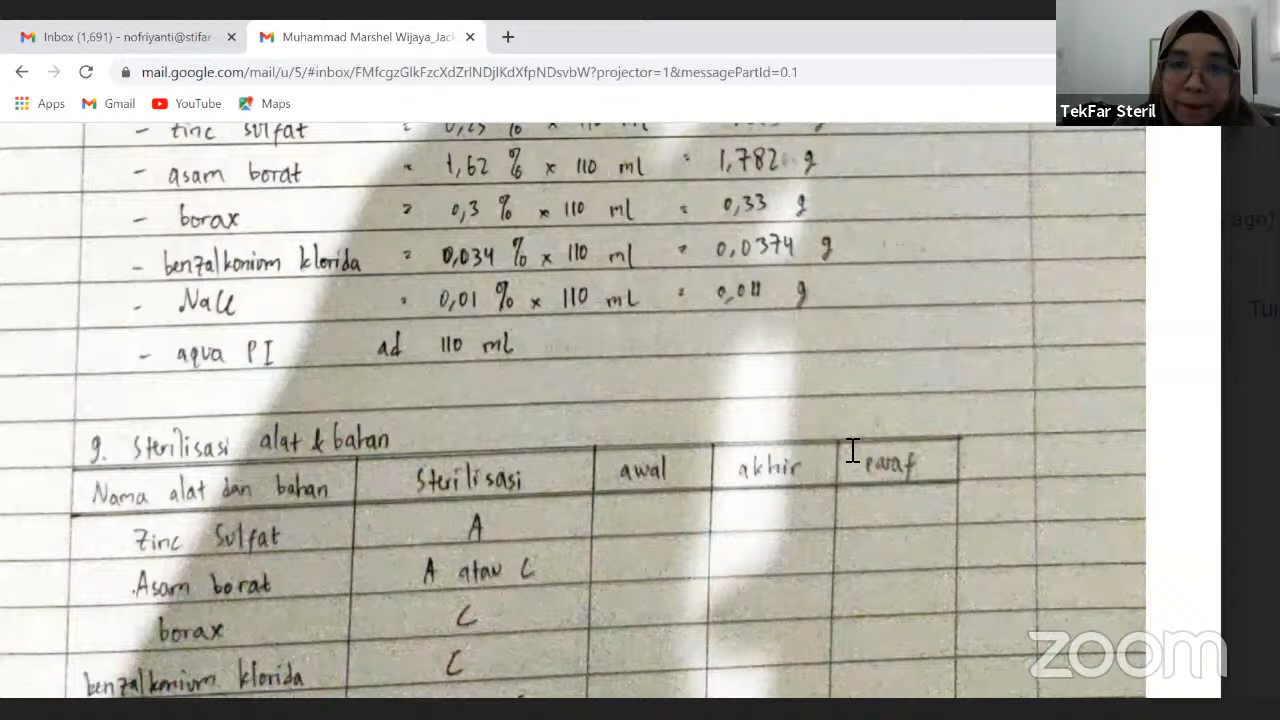 Inbox (1,691) - nofriyanti@stifar
Muhammad Marshel Wijaya_Jack
mail.google.com/mail/u/5/#inbox/FMfcgzGlkFzcXdZrlNDjlKdXfpNDsvbW?projector=1&messagePartId=0.1
Apps Gmail YouTube Maps
TekFar Steril
- zinc sulfat = 0,25 % x 110 ml g
- asam borat = 1,62 % x 110 ml = 1,782 g
- borax = 0,3 % x 110 ml = 0,33 g
- benzalkonium klorida = 0,034 % x 110 ml = 0,0374 g
- NaCl = 0,01 % x 110 ml = 0,011 g
- aqua PI ad 110 ml
g. Sterilisasi alat & bahan
Nama alat dan bahan Sterilisasi awal akhir paraf
Zinc Sulfat A
Asam borat A atau C
borax C
benzalkonium klorida C
zoom